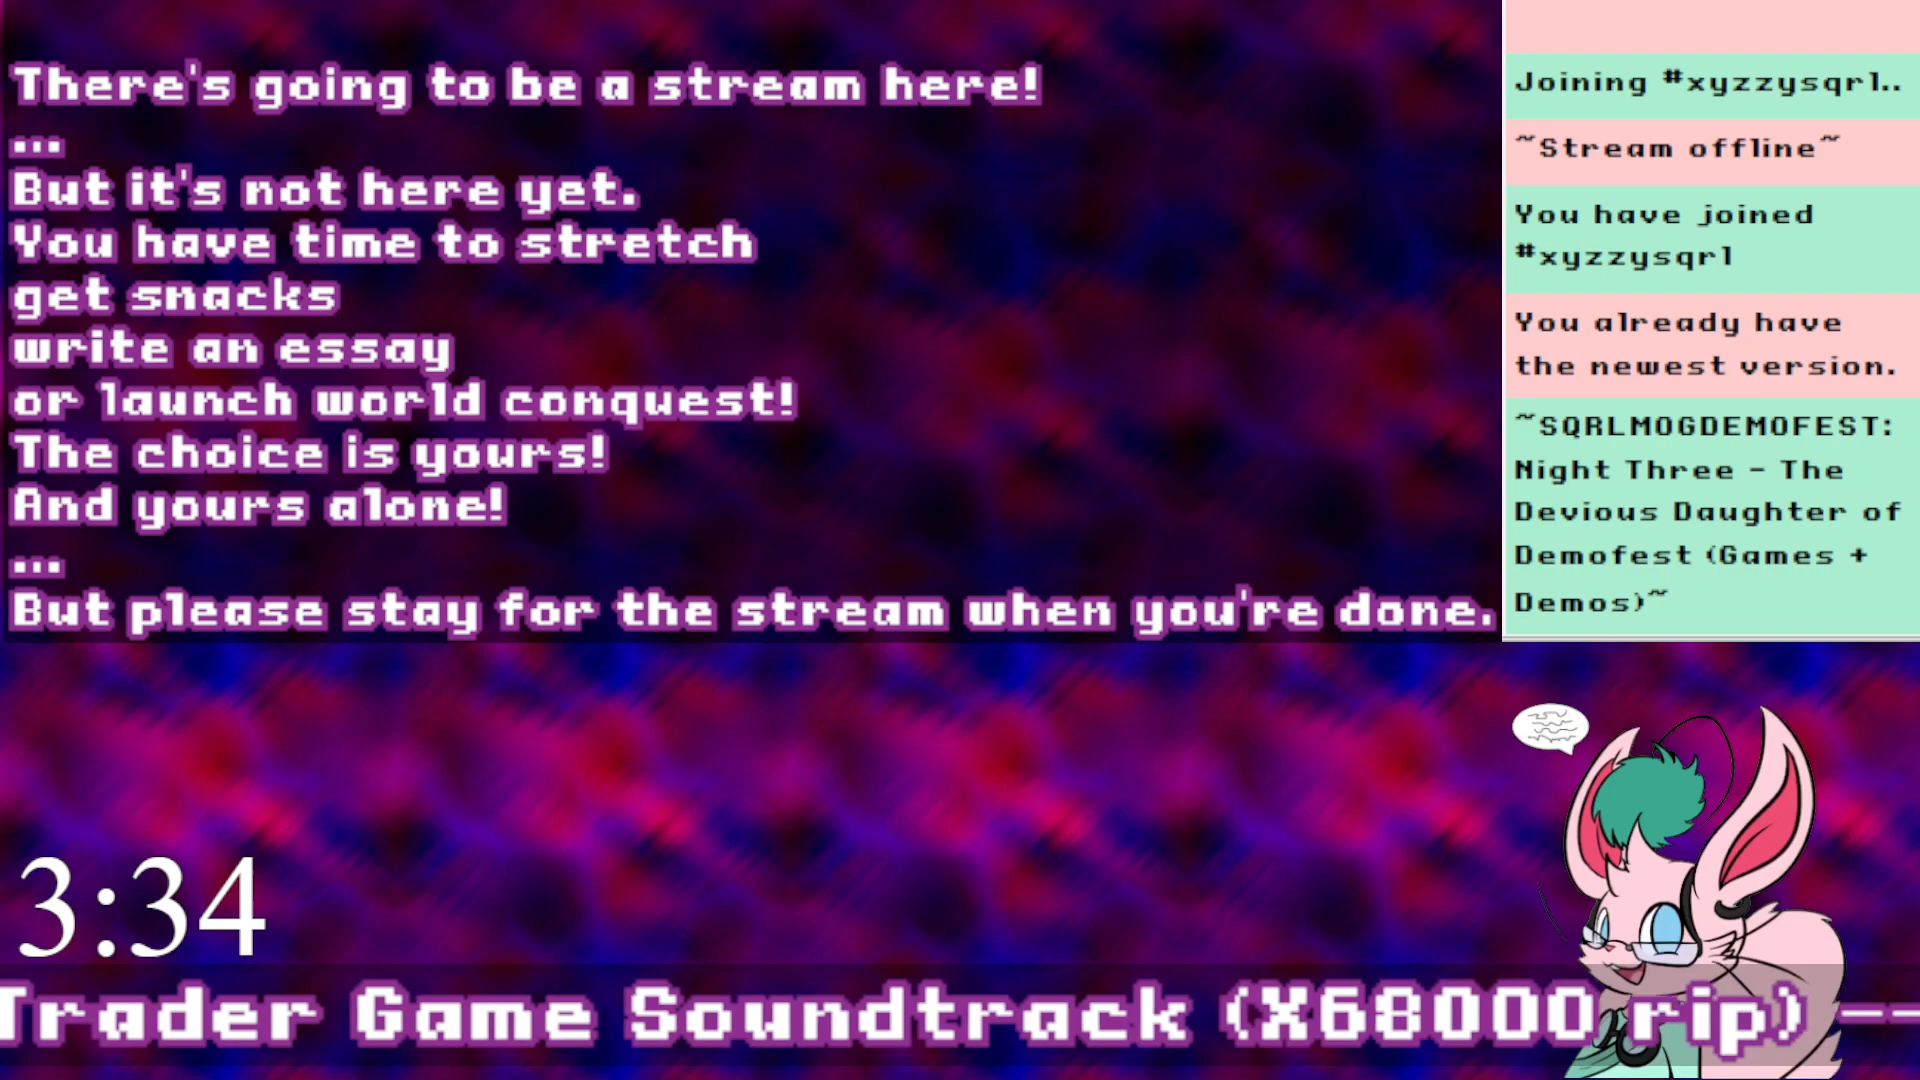 There's going to be a stream here!
...
But it's not here yet.
You have time to stretch
get snacks
write an essay
or launch world conquest!
The choice is yours!
And yours alone!
...
But please stay for the stream when you're done.
Joining #xyzzysqrl..
~Stream offline~
You have joined
#xyzzysqrl
You already have
the newest version.
~SQRLMOGDEMOFEST:
Night Three - The
Devious Daughter of
Demofest (Games +
Demos)~
3:34
Trader Game Soundtrack (X68000 rip) --